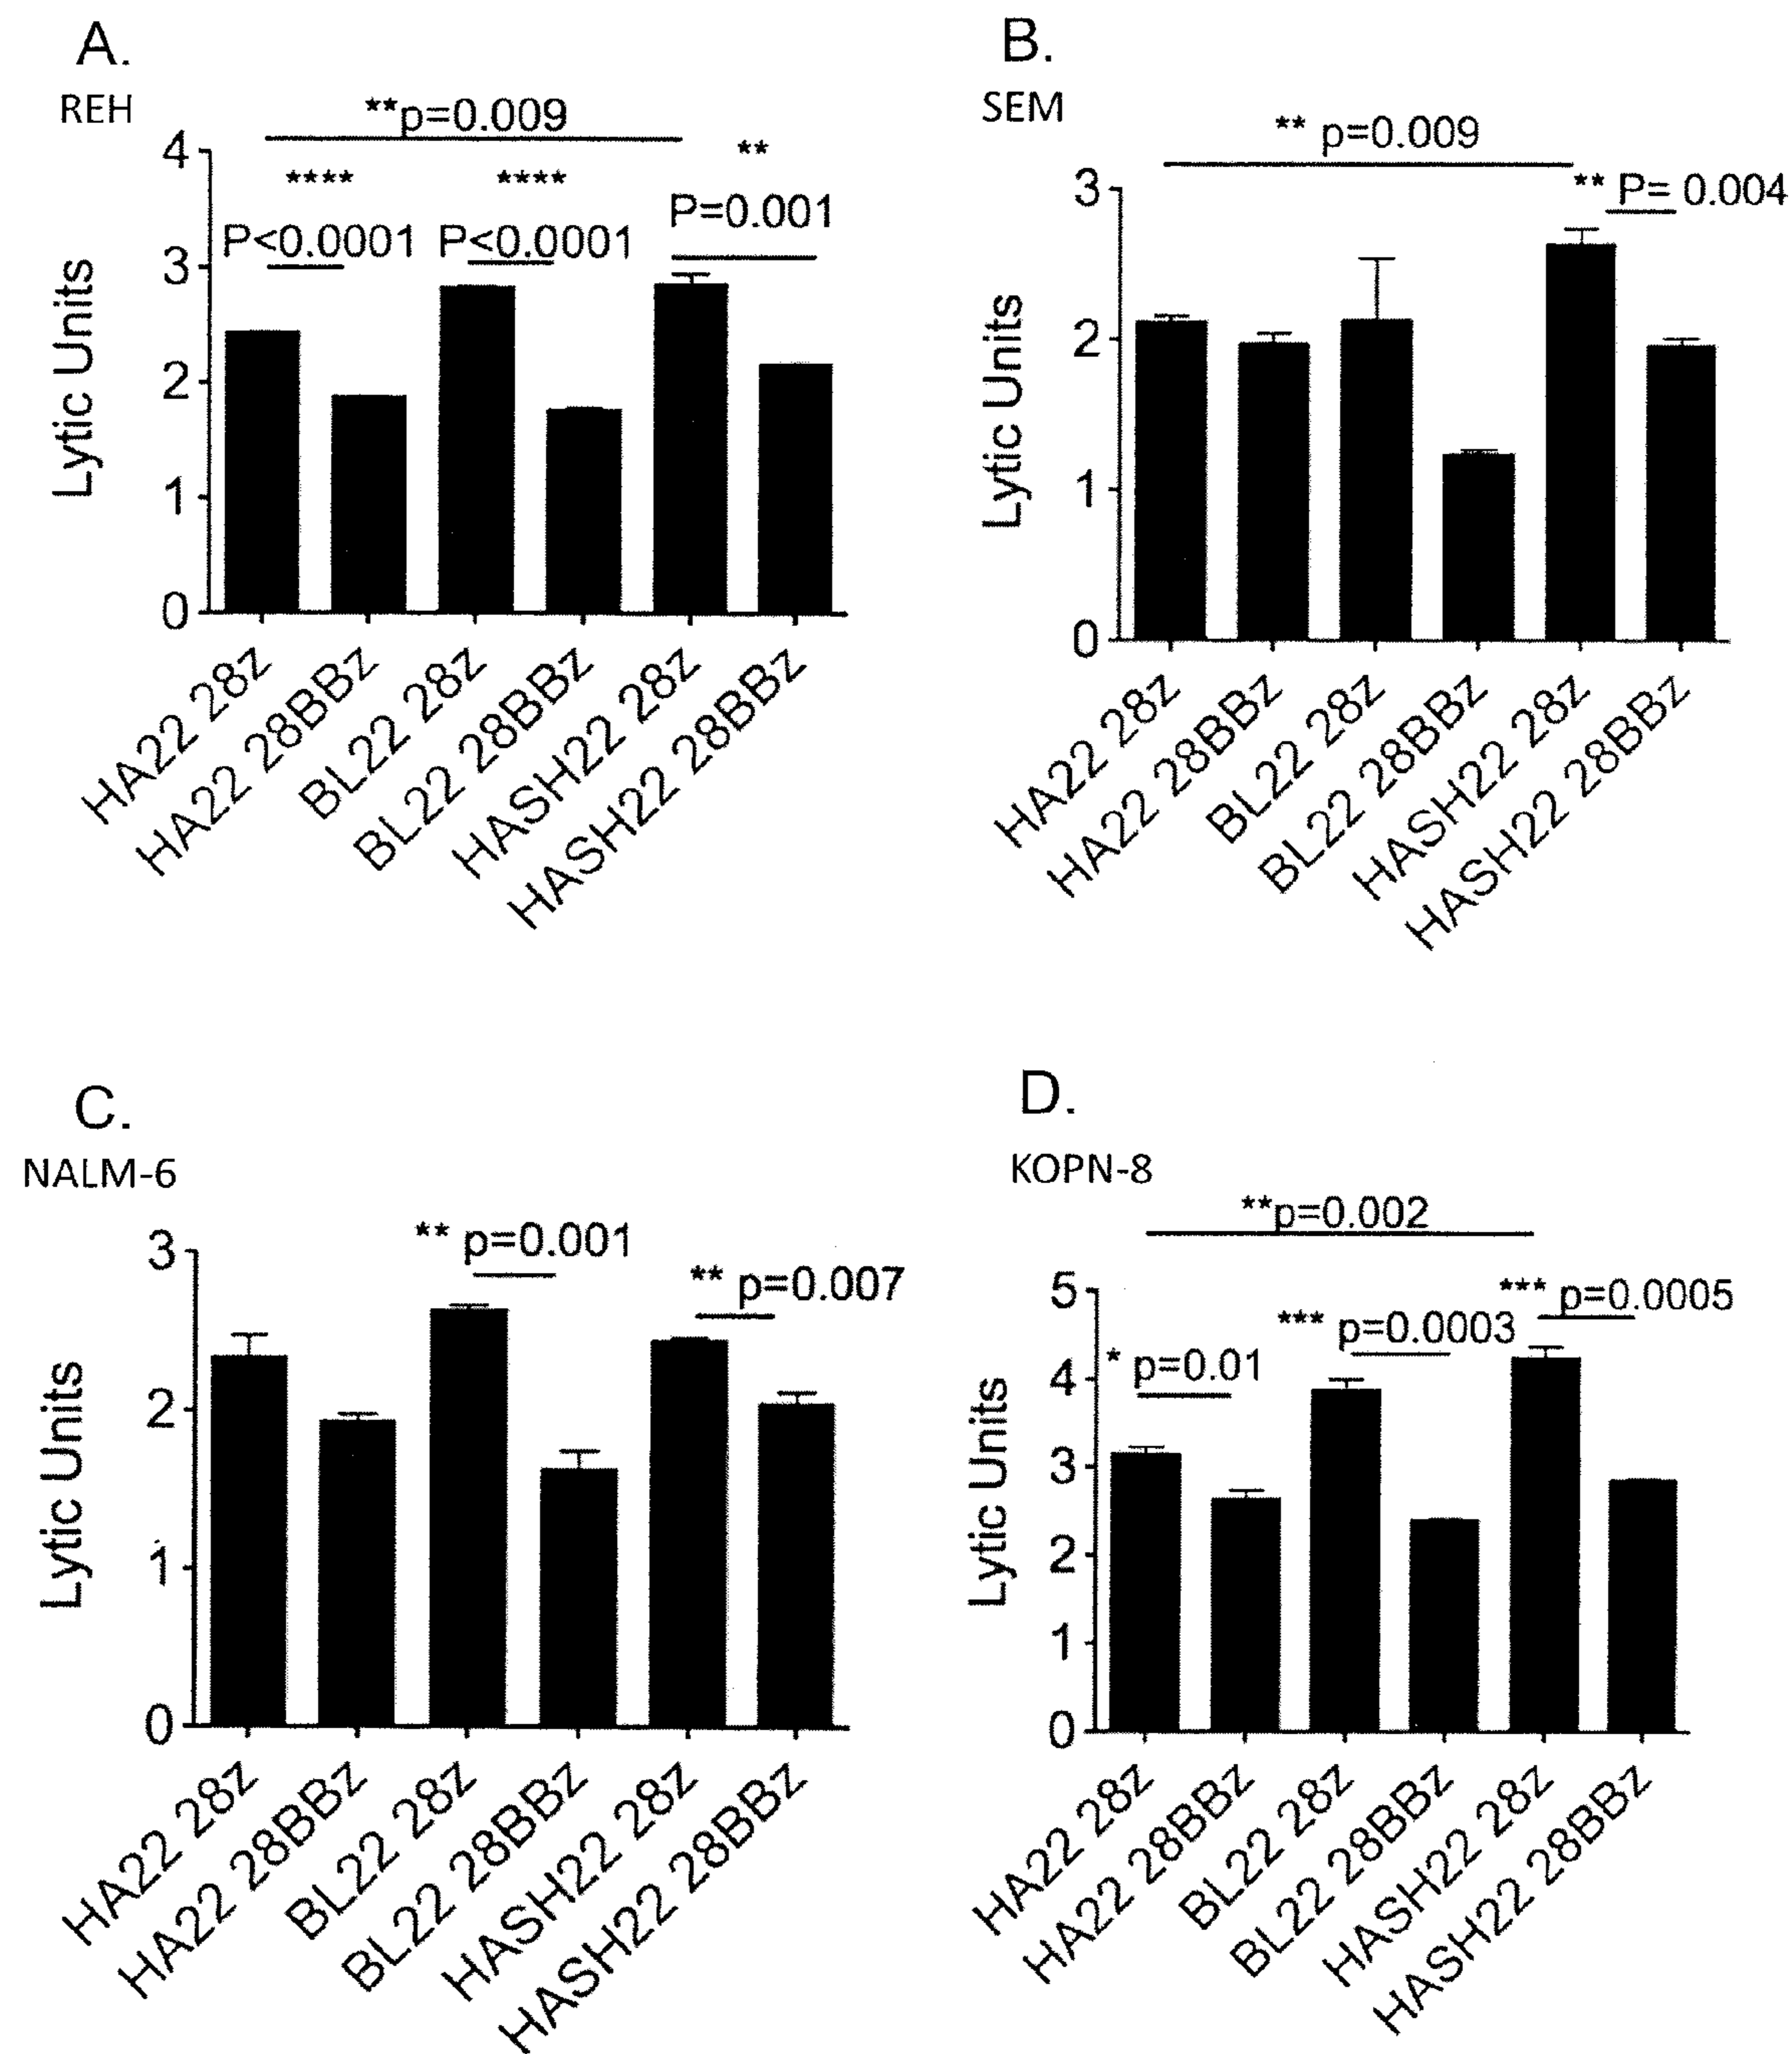 A.
REH
**p=0.009
**
****
****
P<0.0001
P<0.0001
P=0.001
Lytic Units
4
3
2
1
0
HA22 28z
HA22 28BBz
BL22 28z
BL22 28BBz
HASH22 28z
HASH22 28BBz
B.
SEM
** p=0.009
** P= 0.004
Lytic Units
3
2
1
0
HA22 28z
HA22 28BBz
BL22 28z
BL22 28BBz
HASH22 28z
HASH22 28BBz
C.
NALM-6
** p=0.001
** p=0.007
Lytic Units
3
2
1
0
HA22 28z
HA22 28BBz
BL22 28z
BL22 28BBz
HASH22 28z
HASH22 28BBz
D.
KOPN-8
**p=0.002
*** p=0.0005
*** p=0.0003
* p=0.01
Lytic Units
5
4
3
2
1
0
HA22 28z
HA22 28BBz
BL22 28z
BL22 28BBz
HASH22 28z
HASH22 28BBz